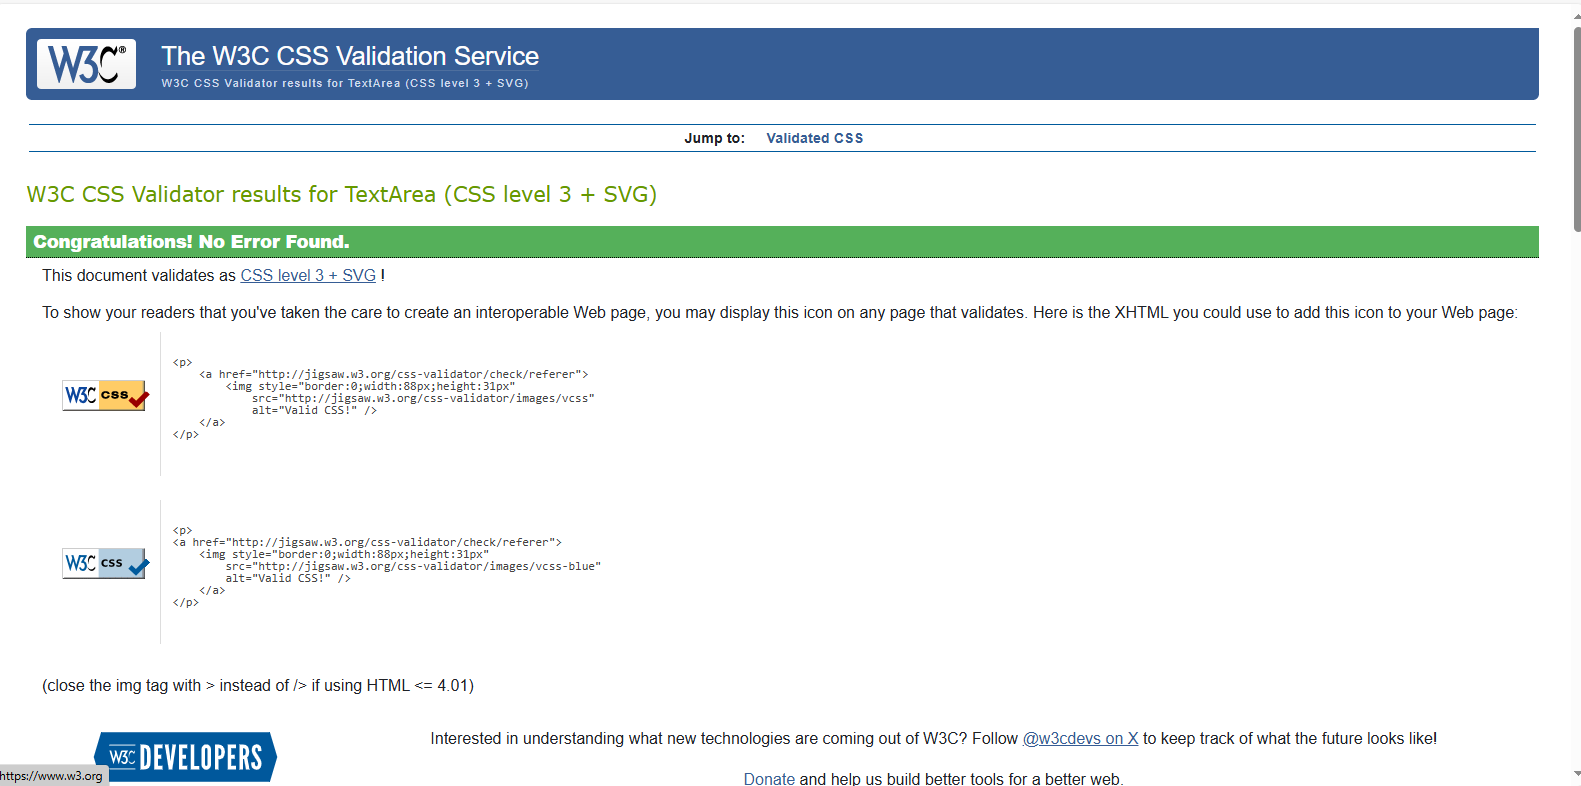 W3C®
The W3C CSS Validation Service
W3C CSS Validator results for TextArea (CSS level 3 + SVG)
Jump to: Validated CSS
W3C CSS Validator results for TextArea (CSS level 3 + SVG)
Congratulations! No Error Found.
This document validates as CSS level 3 + SVG !
To show your readers that you've taken the care to create an interoperable Web page, you may display this icon on any page that validates. Here is the XHTML you could use to add this icon to your Web page:
W3C css
<p>
    <a href="http://jigsaw.w3.org/css-validator/check/referer">
        <img style="border:0;width:88px;height:31px"
            src="http://jigsaw.w3.org/css-validator/images/vcss"
            alt="Valid CSS!" />
    </a>
</p>
W3C css
<p>
<a href="http://jigsaw.w3.org/css-validator/check/referer">
    <img style="border:0;width:88px;height:31px"
        src="http://jigsaw.w3.org/css-validator/images/vcss-blue"
        alt="Valid CSS!" />
    </a>
</p>
(close the img tag with > instead of /> if using HTML <= 4.01)
W3C DEVELOPERS
Interested in understanding what new technologies are coming out of W3C? Follow @w3cdevs on X to keep track of what the future looks like!
Donate and help us build better tools for a better web.
https://www.w3.org